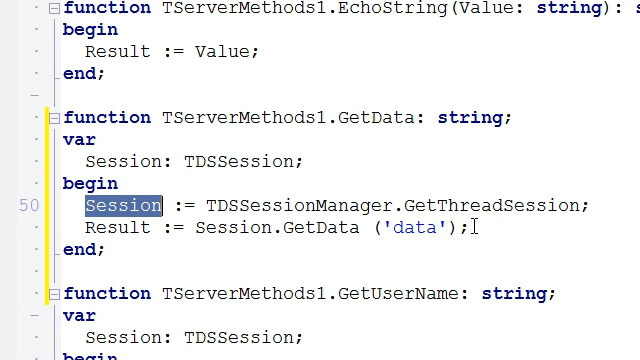 function TServerMethods1.EchoString(Value: string):
begin
Result := Value;
end;
function TServerMethods1.GetData: string;
var
Session: TDSSession;
begin
50 Session := TDSSessionManager.GetThreadSession;
Result := Session.GetData ('data');
end;
function TServerMethods1.GetUserName: string;
var
Session: TDSSession;
begin